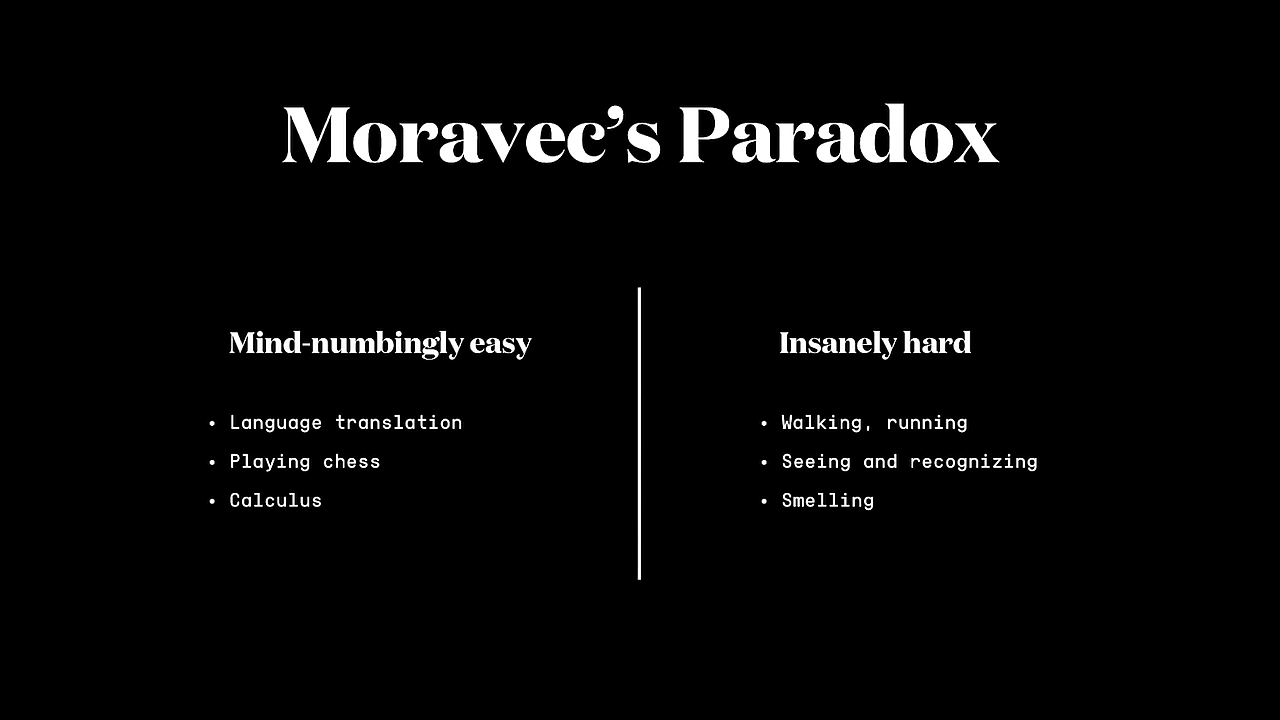 Moravec’s Paradox
Mind-numbingly easy
• Language translation
• Playing chess
• Calculus
Insanely hard
• Walking, running
• Seeing and recognizing
• Smelling